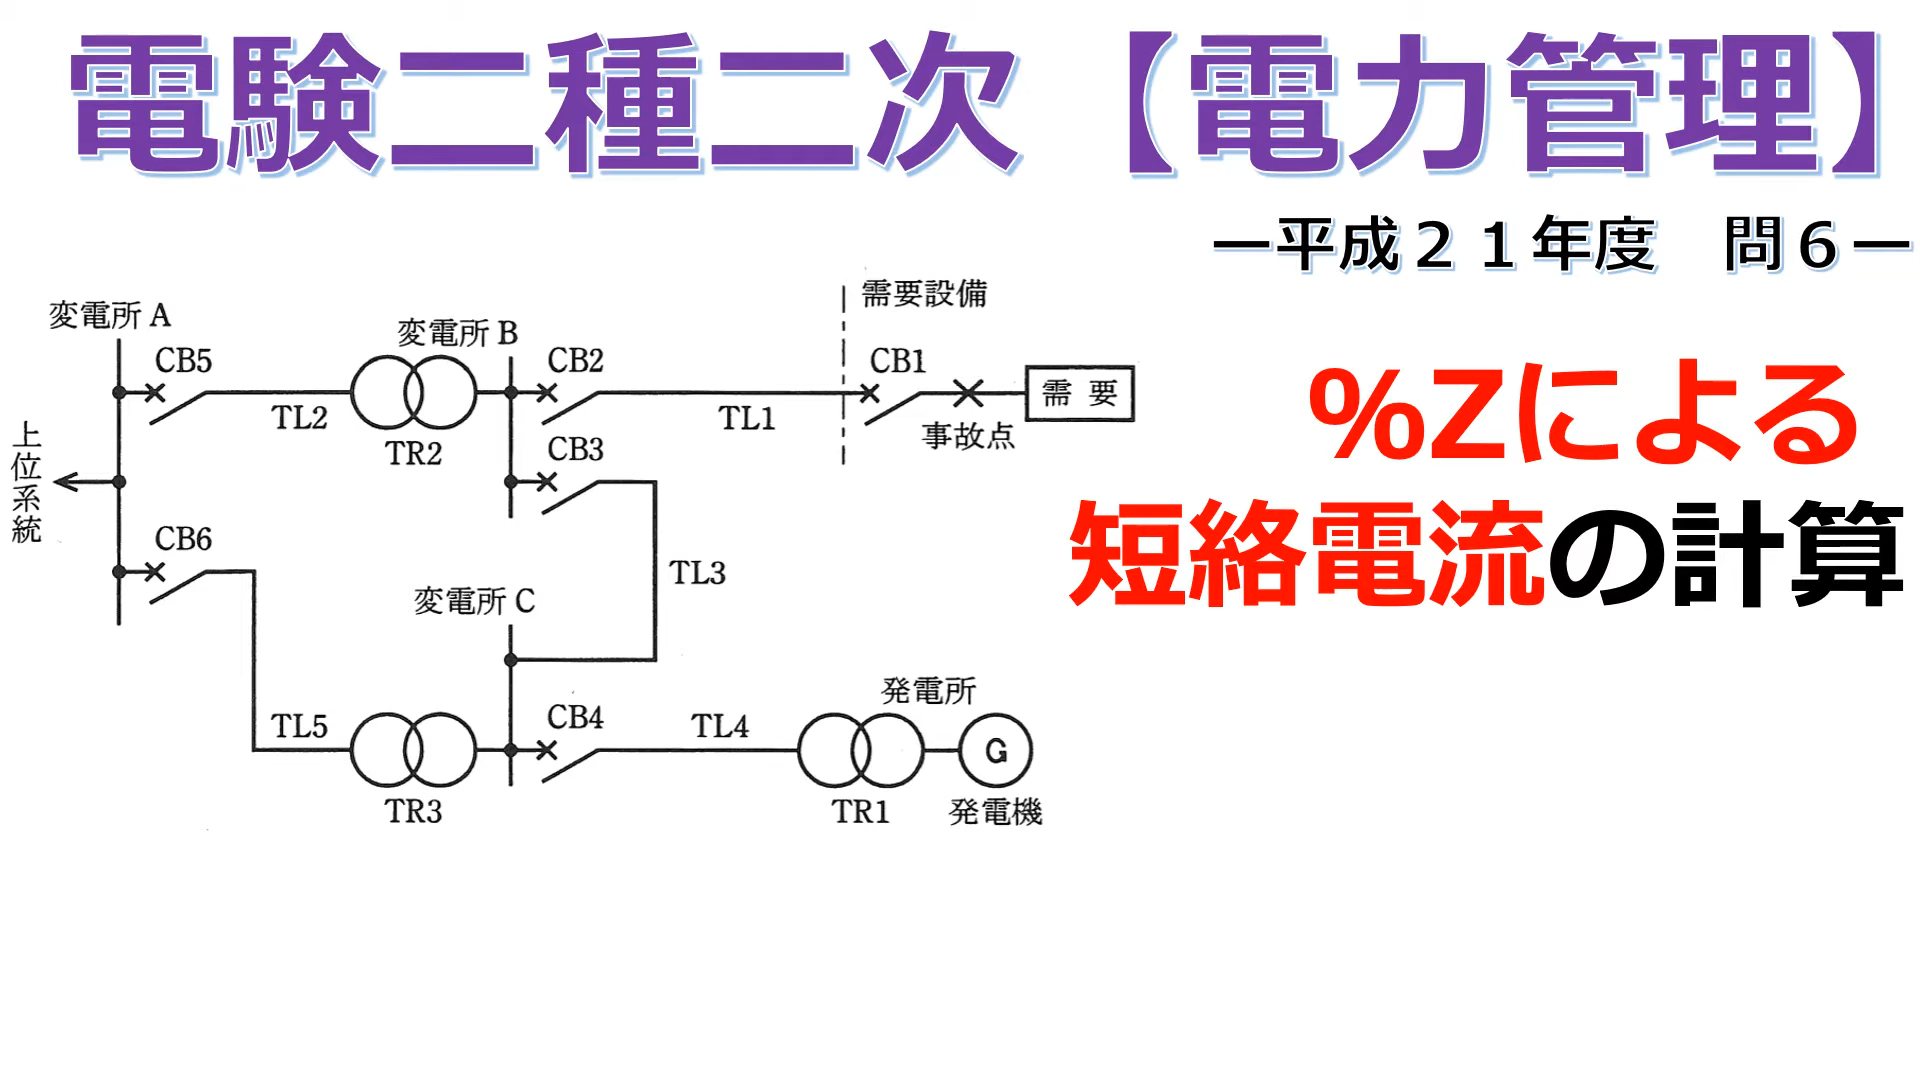 電験二種二次【電力管理】
―平成２１年度　問６―
%Zによる
短絡電流の計算
変電所 A
CB5
TL2
変電所 B
TR2
CB2
TL1
需要設備
CB1
事故点
需 要
CB3
上位系統
CB6
TL3
変電所 C
TL5
TR3
CB4
TL4
発電所
TR1
G
発電機